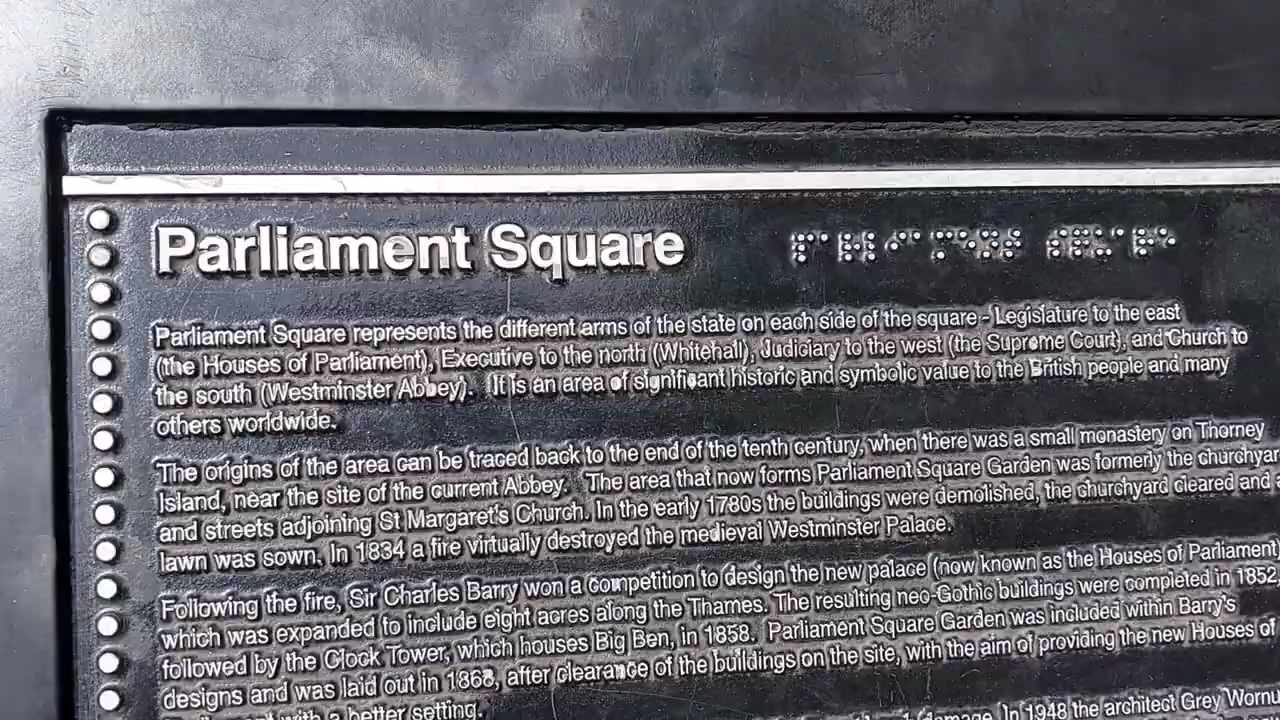 Parliament Square
Parliament Square represents the different arms of the state on each side of the square - Legislature to the east
(the Houses of Parliament), Executive to the north (Whitehall), Judiciary to the west (the Supreme Court), and Church to
the south (Westminster Abbey). It is an area of significant historic and symbolic value to the British people and many
others worldwide.
The origins of the area can be traced back to the end of the tenth century, when there was a small monastery on Thorney
Island, near the site of the current Abbey. The area that now forms Parliament Square Garden was formerly the
and streets adjoining St Margaret's Church. In the early 1780s the buildings were demolished, the churchyard cleared and a
lawn was sown. In 1834 a fire virtually destroyed the medieval Westminster Palace.
Following the fire, Sir Charles Barry won a competition to design the new palace (now known as the Houses of Parliament)
which was expanded to include eight acres along the Thames. The resulting neo-Gothic buildings were completed in 1852,
followed by the Clock Tower, which houses Big Ben, in 1858. Parliament Square Garden was included within Barry's
designs and was laid out in 1868, after clearance of the buildings on the site, with the aim of providing the new Houses of
with a better setting.
damage. In 1948 the architect Grey